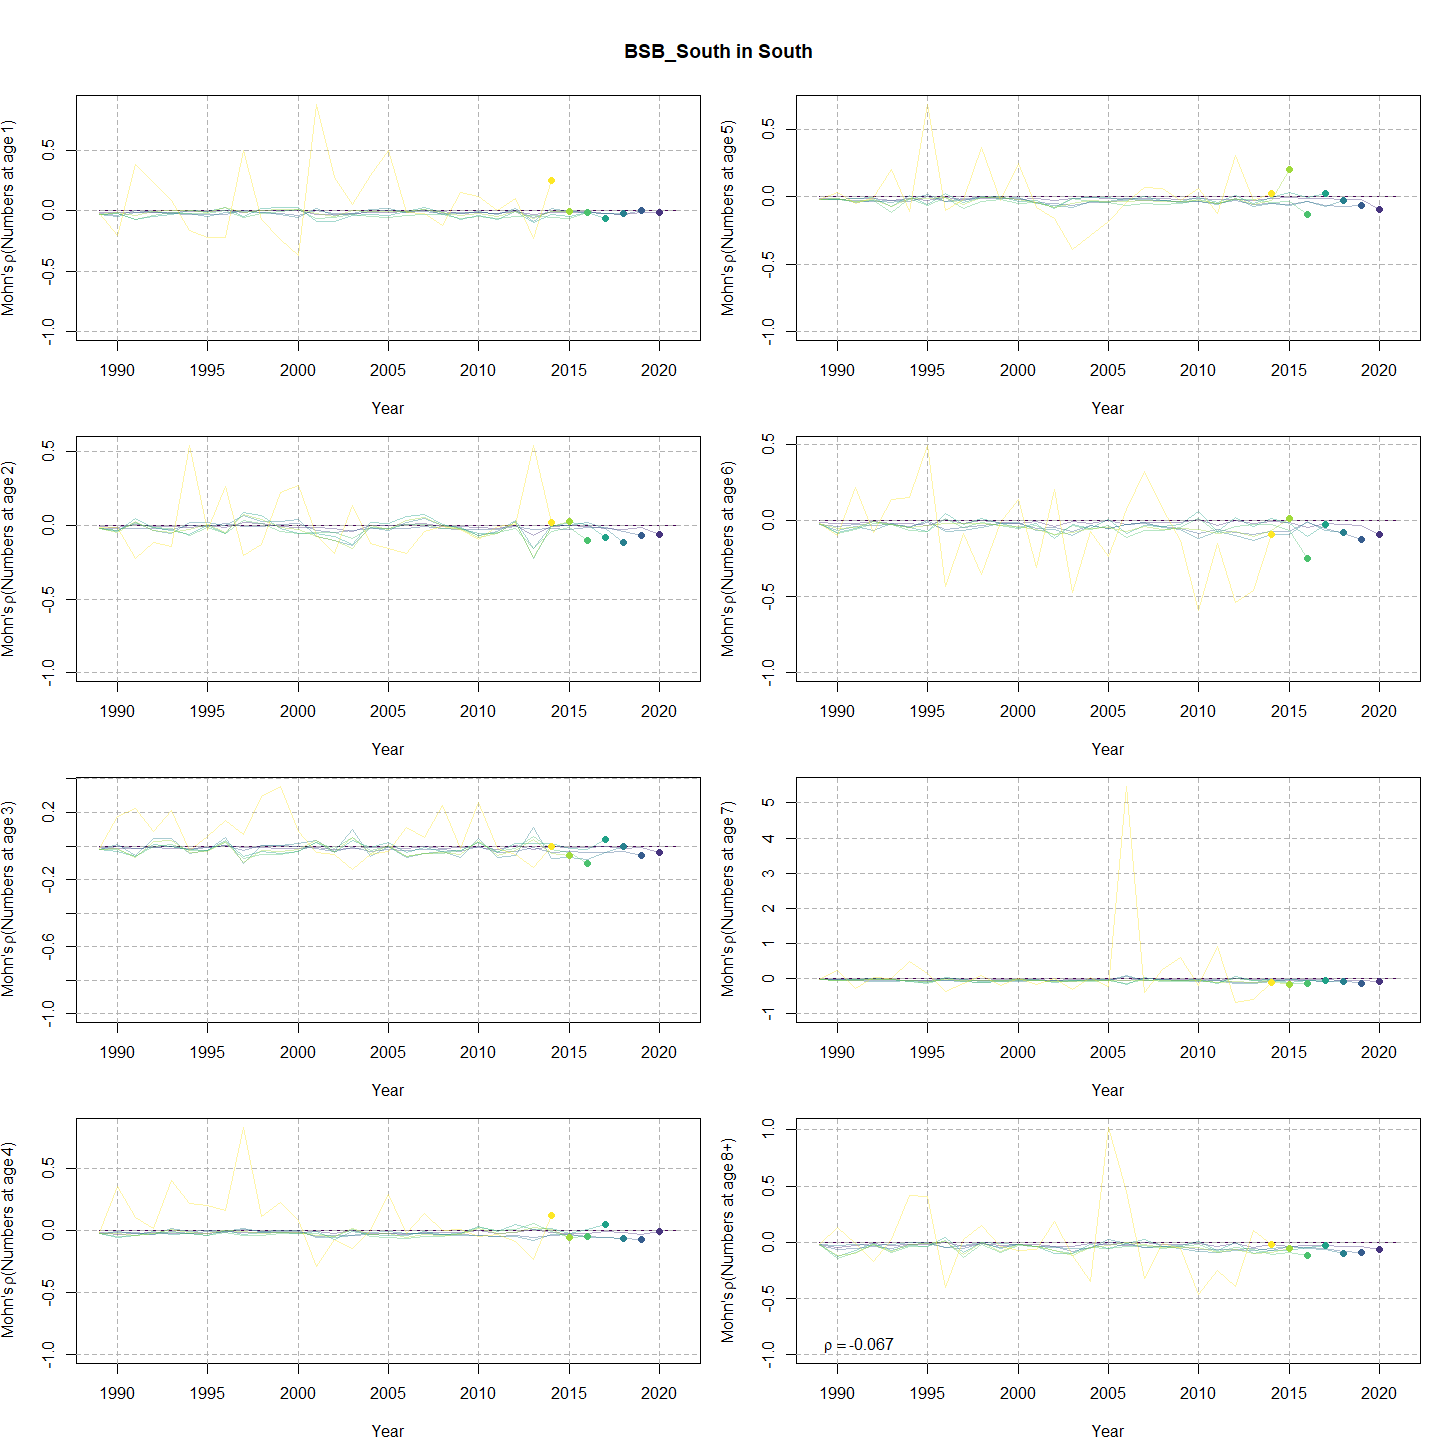 BSB_South in South
Mohn's ρ(Numbers at age 1)
0.5
0.0
-0.5
-1.0
1990 1995 2000 2005 2010 2015 2020
Year
Mohn's ρ(Numbers at age 5)
0.5
0.0
-0.5
-1.0
1990 1995 2000 2005 2010 2015 2020
Year
Mohn's ρ(Numbers at age 2)
0.5
0.0
-0.5
-1.0
1990 1995 2000 2005 2010 2015 2020
Year
Mohn's ρ(Numbers at age 6)
0.5
0.0
-0.5
-1.0
1990 1995 2000 2005 2010 2015 2020
Year
Mohn's ρ(Numbers at age 3)
0.2
-0.2
-0.6
-1.0
1990 1995 2000 2005 2010 2015 2020
Year
Mohn's ρ(Numbers at age 7)
5
4
3
2
1
0
-1
1990 1995 2000 2005 2010 2015 2020
Year
Mohn's ρ(Numbers at age 4)
0.5
0.0
-0.5
-1.0
1990 1995 2000 2005 2010 2015 2020
Year
Mohn's ρ(Numbers at age 8+)
1.0
0.5
0.0
-0.5
-1.0
ρ = -0.067
1990 1995 2000 2005 2010 2015 2020
Year